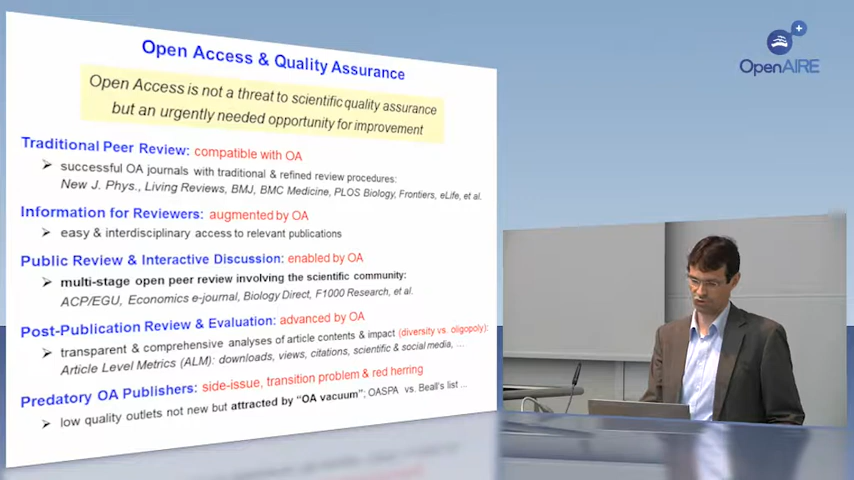 Open Access & Quality Assurance
Open Access is not a threat to scientific quality assurance
but an urgently needed opportunity for improvement
Traditional Peer Review: compatible with OA
➢ successful OA journals with traditional & refined review procedures:
New J. Phys., Living Reviews, BMJ, BMC Medicine, PLOS Biology, Frontiers, eLife, et al.
Information for Reviewers: augmented by OA
➢ easy & interdisciplinary access to relevant publications
Public Review & Interactive Discussion: enabled by OA
➢ multi-stage open peer review involving the scientific community:
ACP/EGU, Economics e-journal, Biology Direct, F1000 Research, et al.
Post-Publication Review & Evaluation: advanced by OA
➢ transparent & comprehensive analyses of article contents & impact (diversity vs. oligopoly):
Article Level Metrics (ALM): downloads, views, citations, scientific & social media, …
Predatory OA Publishers: side-issue, transition problem & red herring
➢ low quality outlets not new but attracted by "OA vacuum"; OASPA vs. Beall's list ...
OpenAIRE